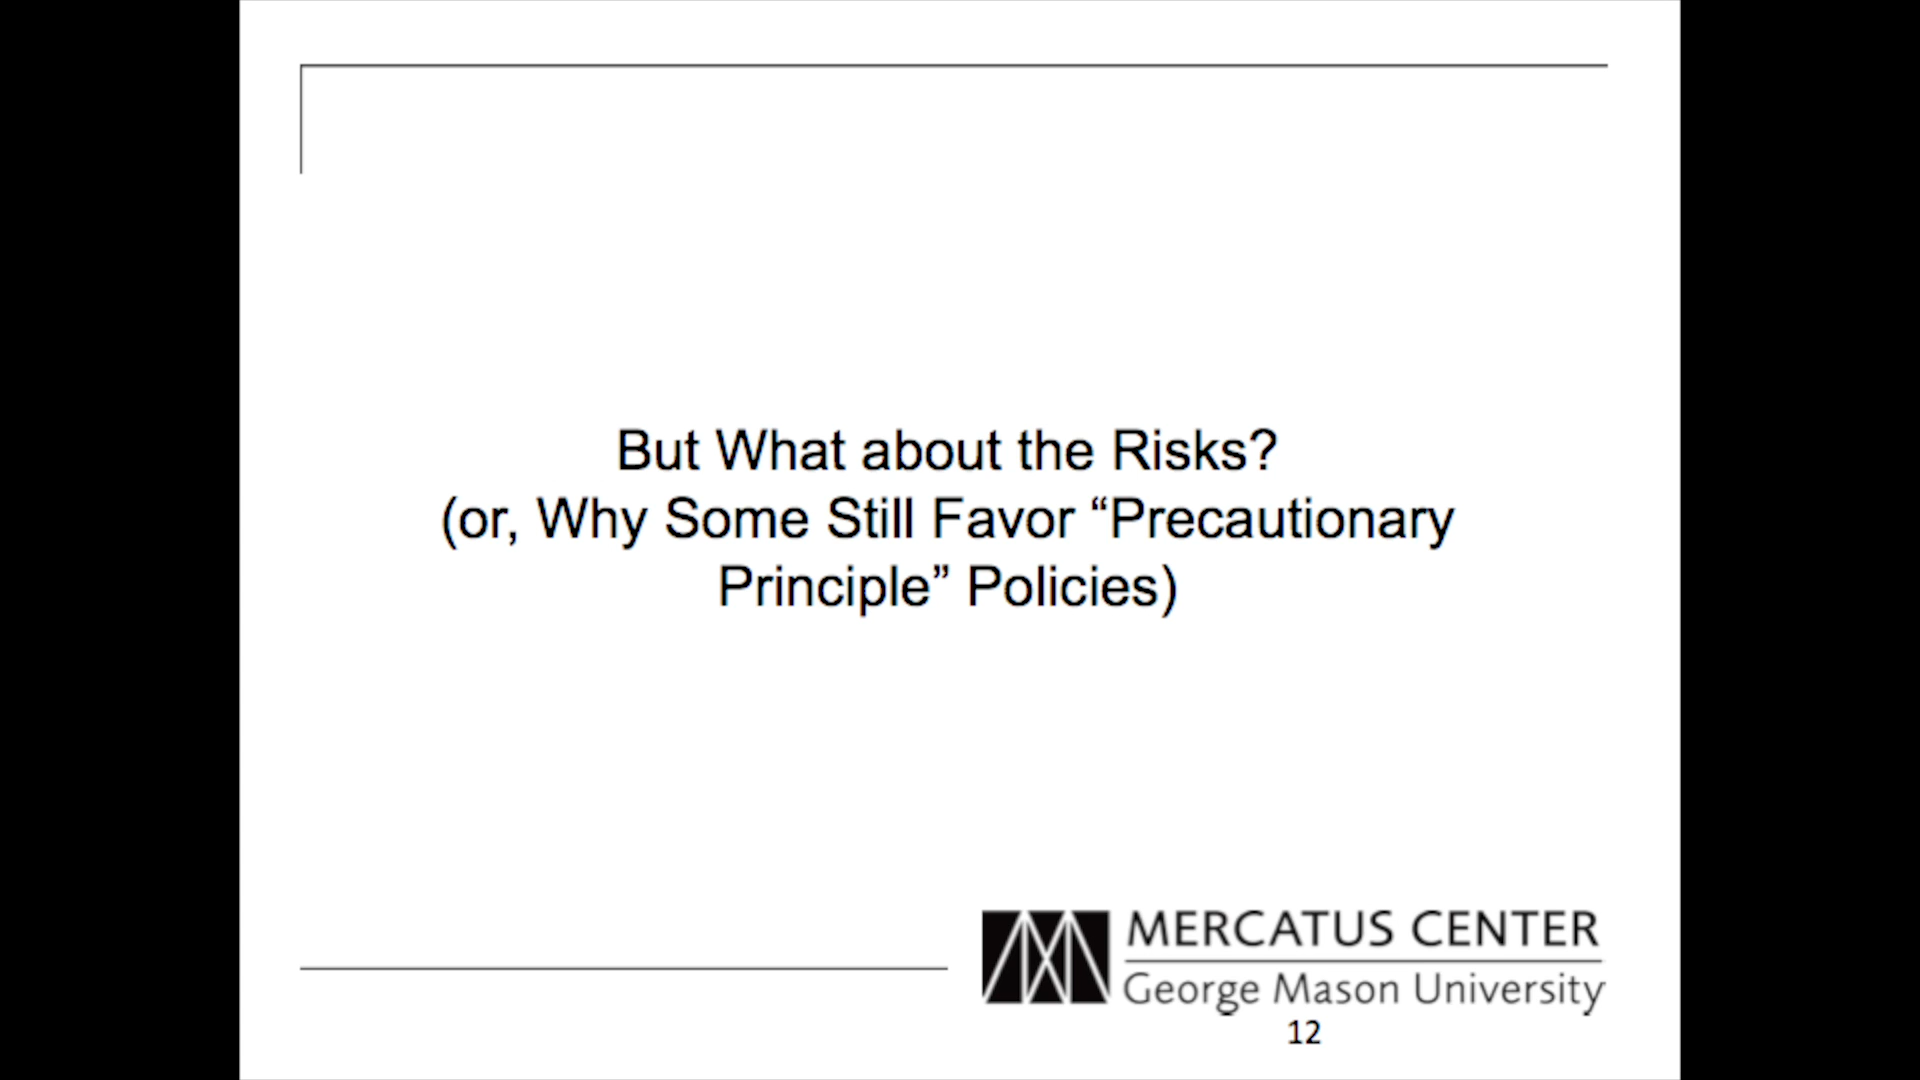 But What about the Risks?
(or, Why Some Still Favor “Precautionary
Principle” Policies)
MERCATUS CENTER
George Mason University
12